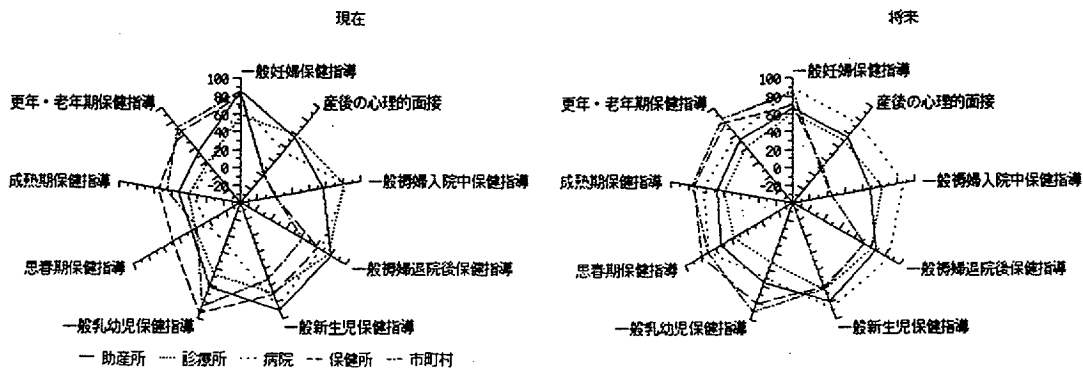 現在
一般妊婦保健指導
産後の心理的面接
一般褥婦入院中保健指導
一般褥婦退院後保健指導
一般新生児保健指導
一般乳幼児保健指導
思春期保健指導
成熟期保健指導
更年・老年期保健指導
100
80
60
40
20
0
-20
助産所 診療所 病院 保健所 市町村
将来
一般妊婦保健指導
産後の心理的面接
一般褥婦入院中保健指導
一般褥婦退院後保健指導
一般新生児保健指導
一般乳幼児保健指導
思春期保健指導
成熟期保健指導
更年・老年期保健指導
100
80
60
40
20
0
-20